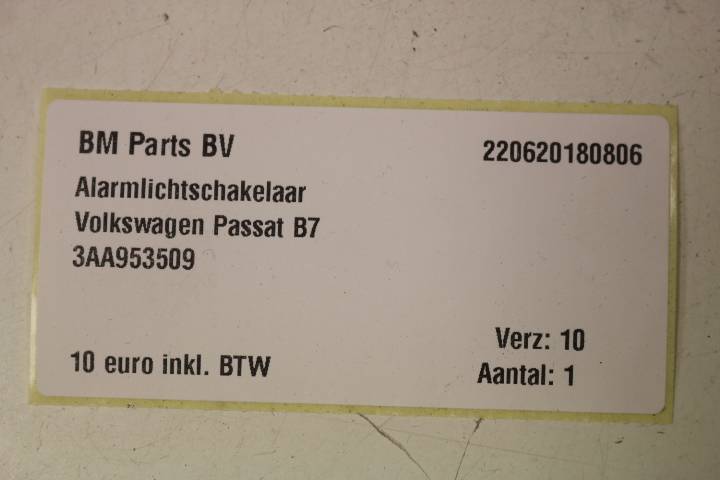 BM Parts BV 220620180806
Alarmlichtschakelaar
Volkswagen Passat B7
3AA953509
Verz: 10
10 euro inkl. BTW Aantal: 1